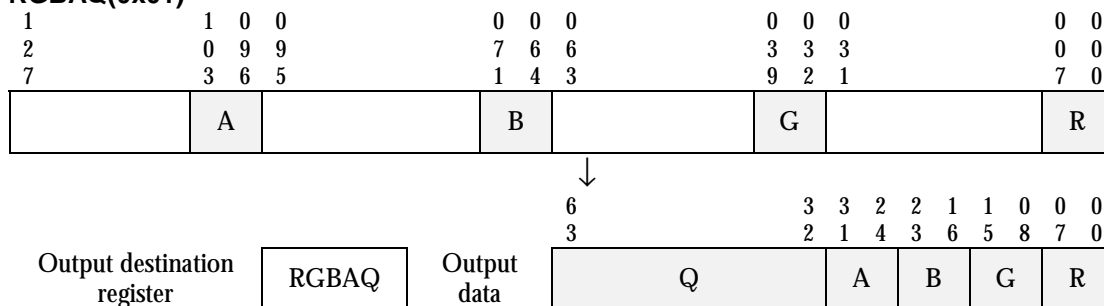 RGBAQ(0x01)
1 1 0 0 0 0 0 0 0 0 0 0
2 0 9 9 7 6 6 3 3 3 0 0
7 3 6 5 1 4 3 9 2 1 7 0
A B G R
↓
6 3 3 2 2 1 1 0 0 0
3 2 1 4 3 6 5 8 7 0
Output destination
register
RGBAQ
Output
data
Q A B G R